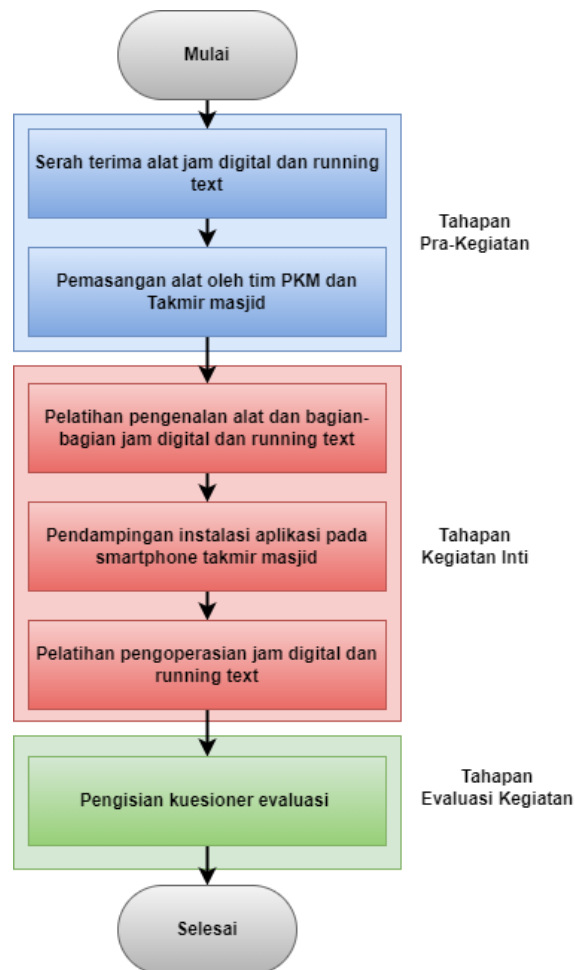 Mulai
Serah terima alat jam digital dan running
text
Tahapan
Pra-Kegiatan
Pemasangan alat oleh tim PKM dan
Takmir masjid
Pelatihan pengenalan alat dan bagian-
bagian jam digital dan running text
Pendampingan instalasi aplikasi pada
smartphone takmir masjid
Tahapan
Kegiatan Inti
Pelatihan pengoperasian jam digital dan
running text
Pengisian kuesioner evaluasi
Tahapan
Evaluasi Kegiatan
Selesai